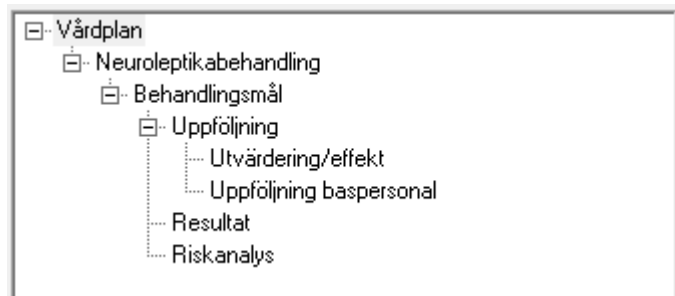 Vårdplan
Neuroleptikabehandling
Behandlingsmål
Uppföljning
Utvärdering/effekt
Uppföljning baspersonal
Resultat
Riskanalys